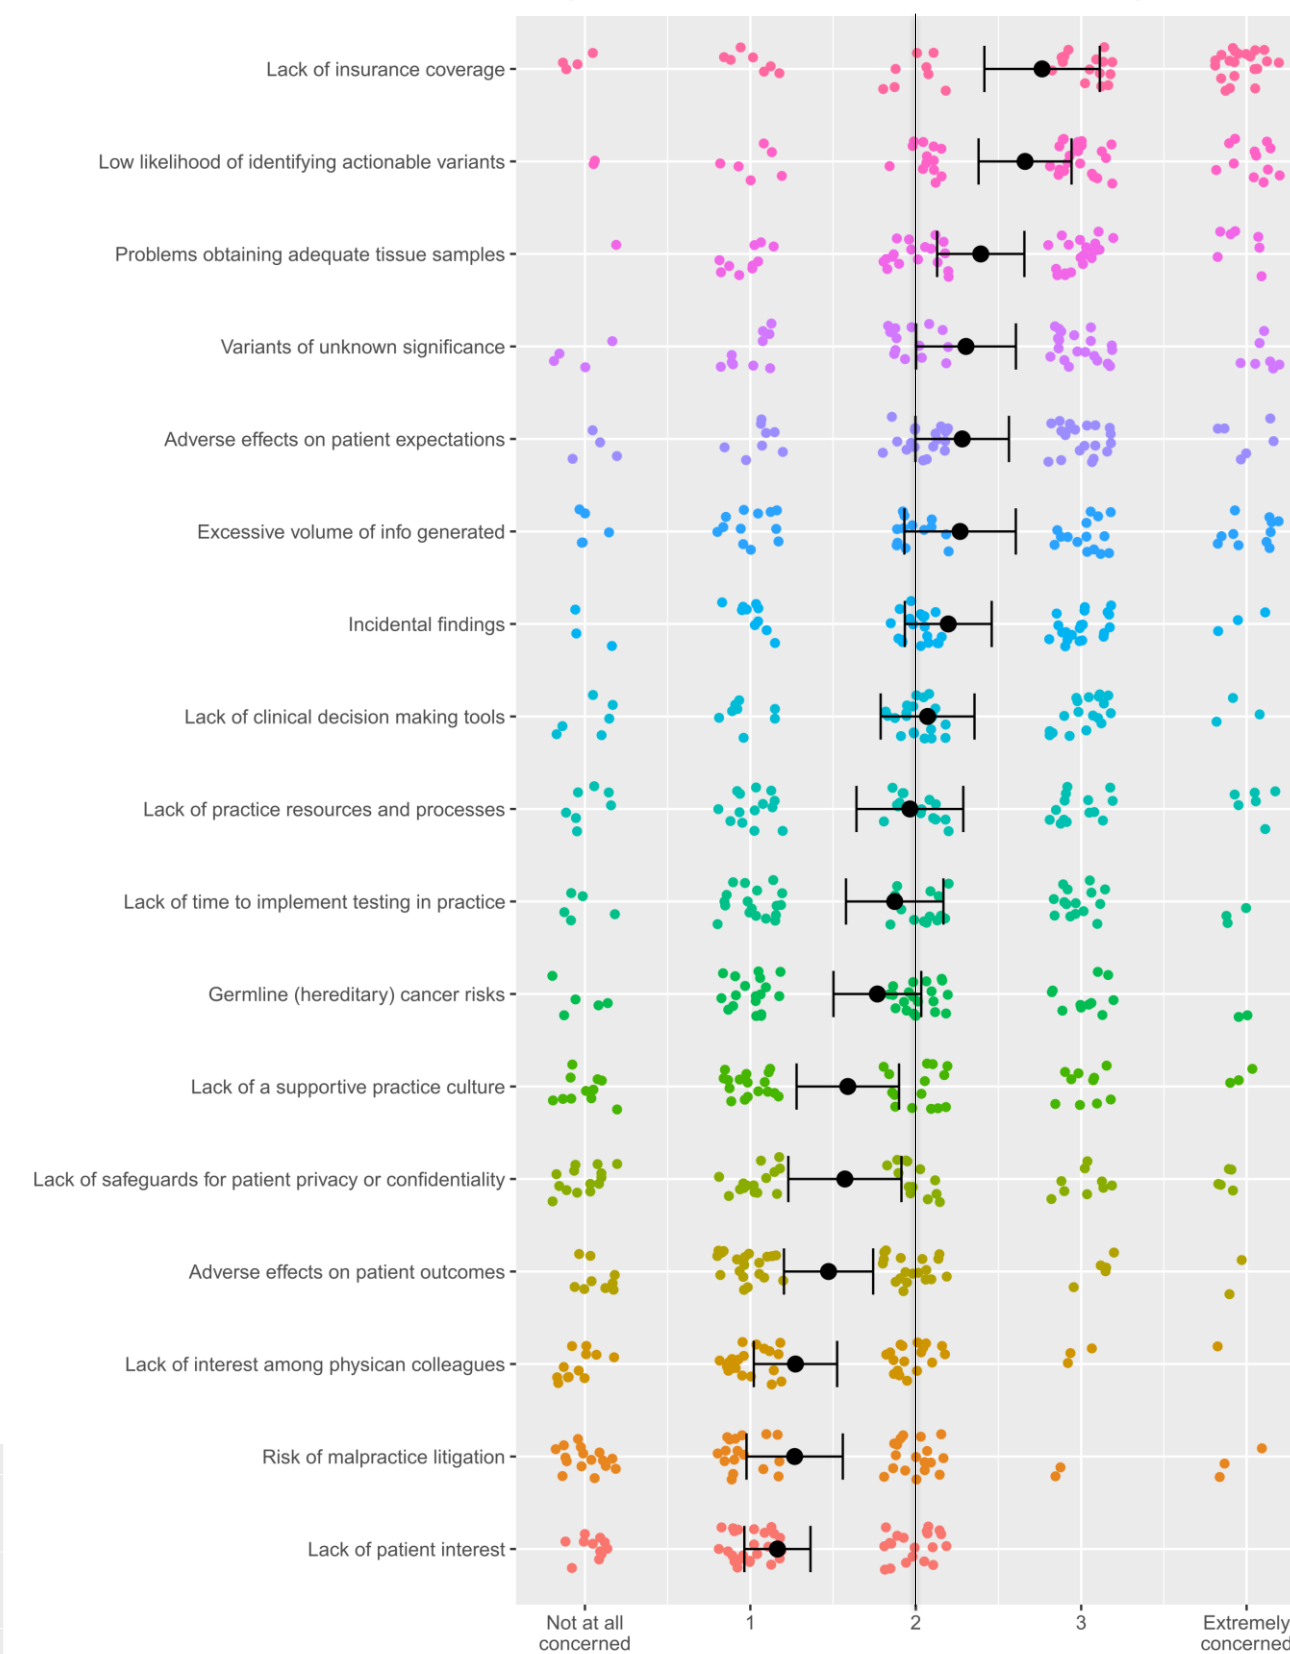 Lack of insurance coverage
Low likelihood of identifying actionable variants
Problems obtaining adequate tissue samples
Variants of unknown significance
Adverse effects on patient expectations
Excessive volume of info generated
Incidental findings
Lack of clinical decision making tools
Lack of practice resources and processes
Lack of time to implement testing in practice
Germline (hereditary) cancer risks
Lack of a supportive practice culture
Lack of safeguards for patient privacy or confidentiality
Adverse effects on patient outcomes
Lack of interest among physican colleagues
Risk of malpractice litigation
Lack of patient interest
Not at all
concerned
1
2
3
Extremely
concerned